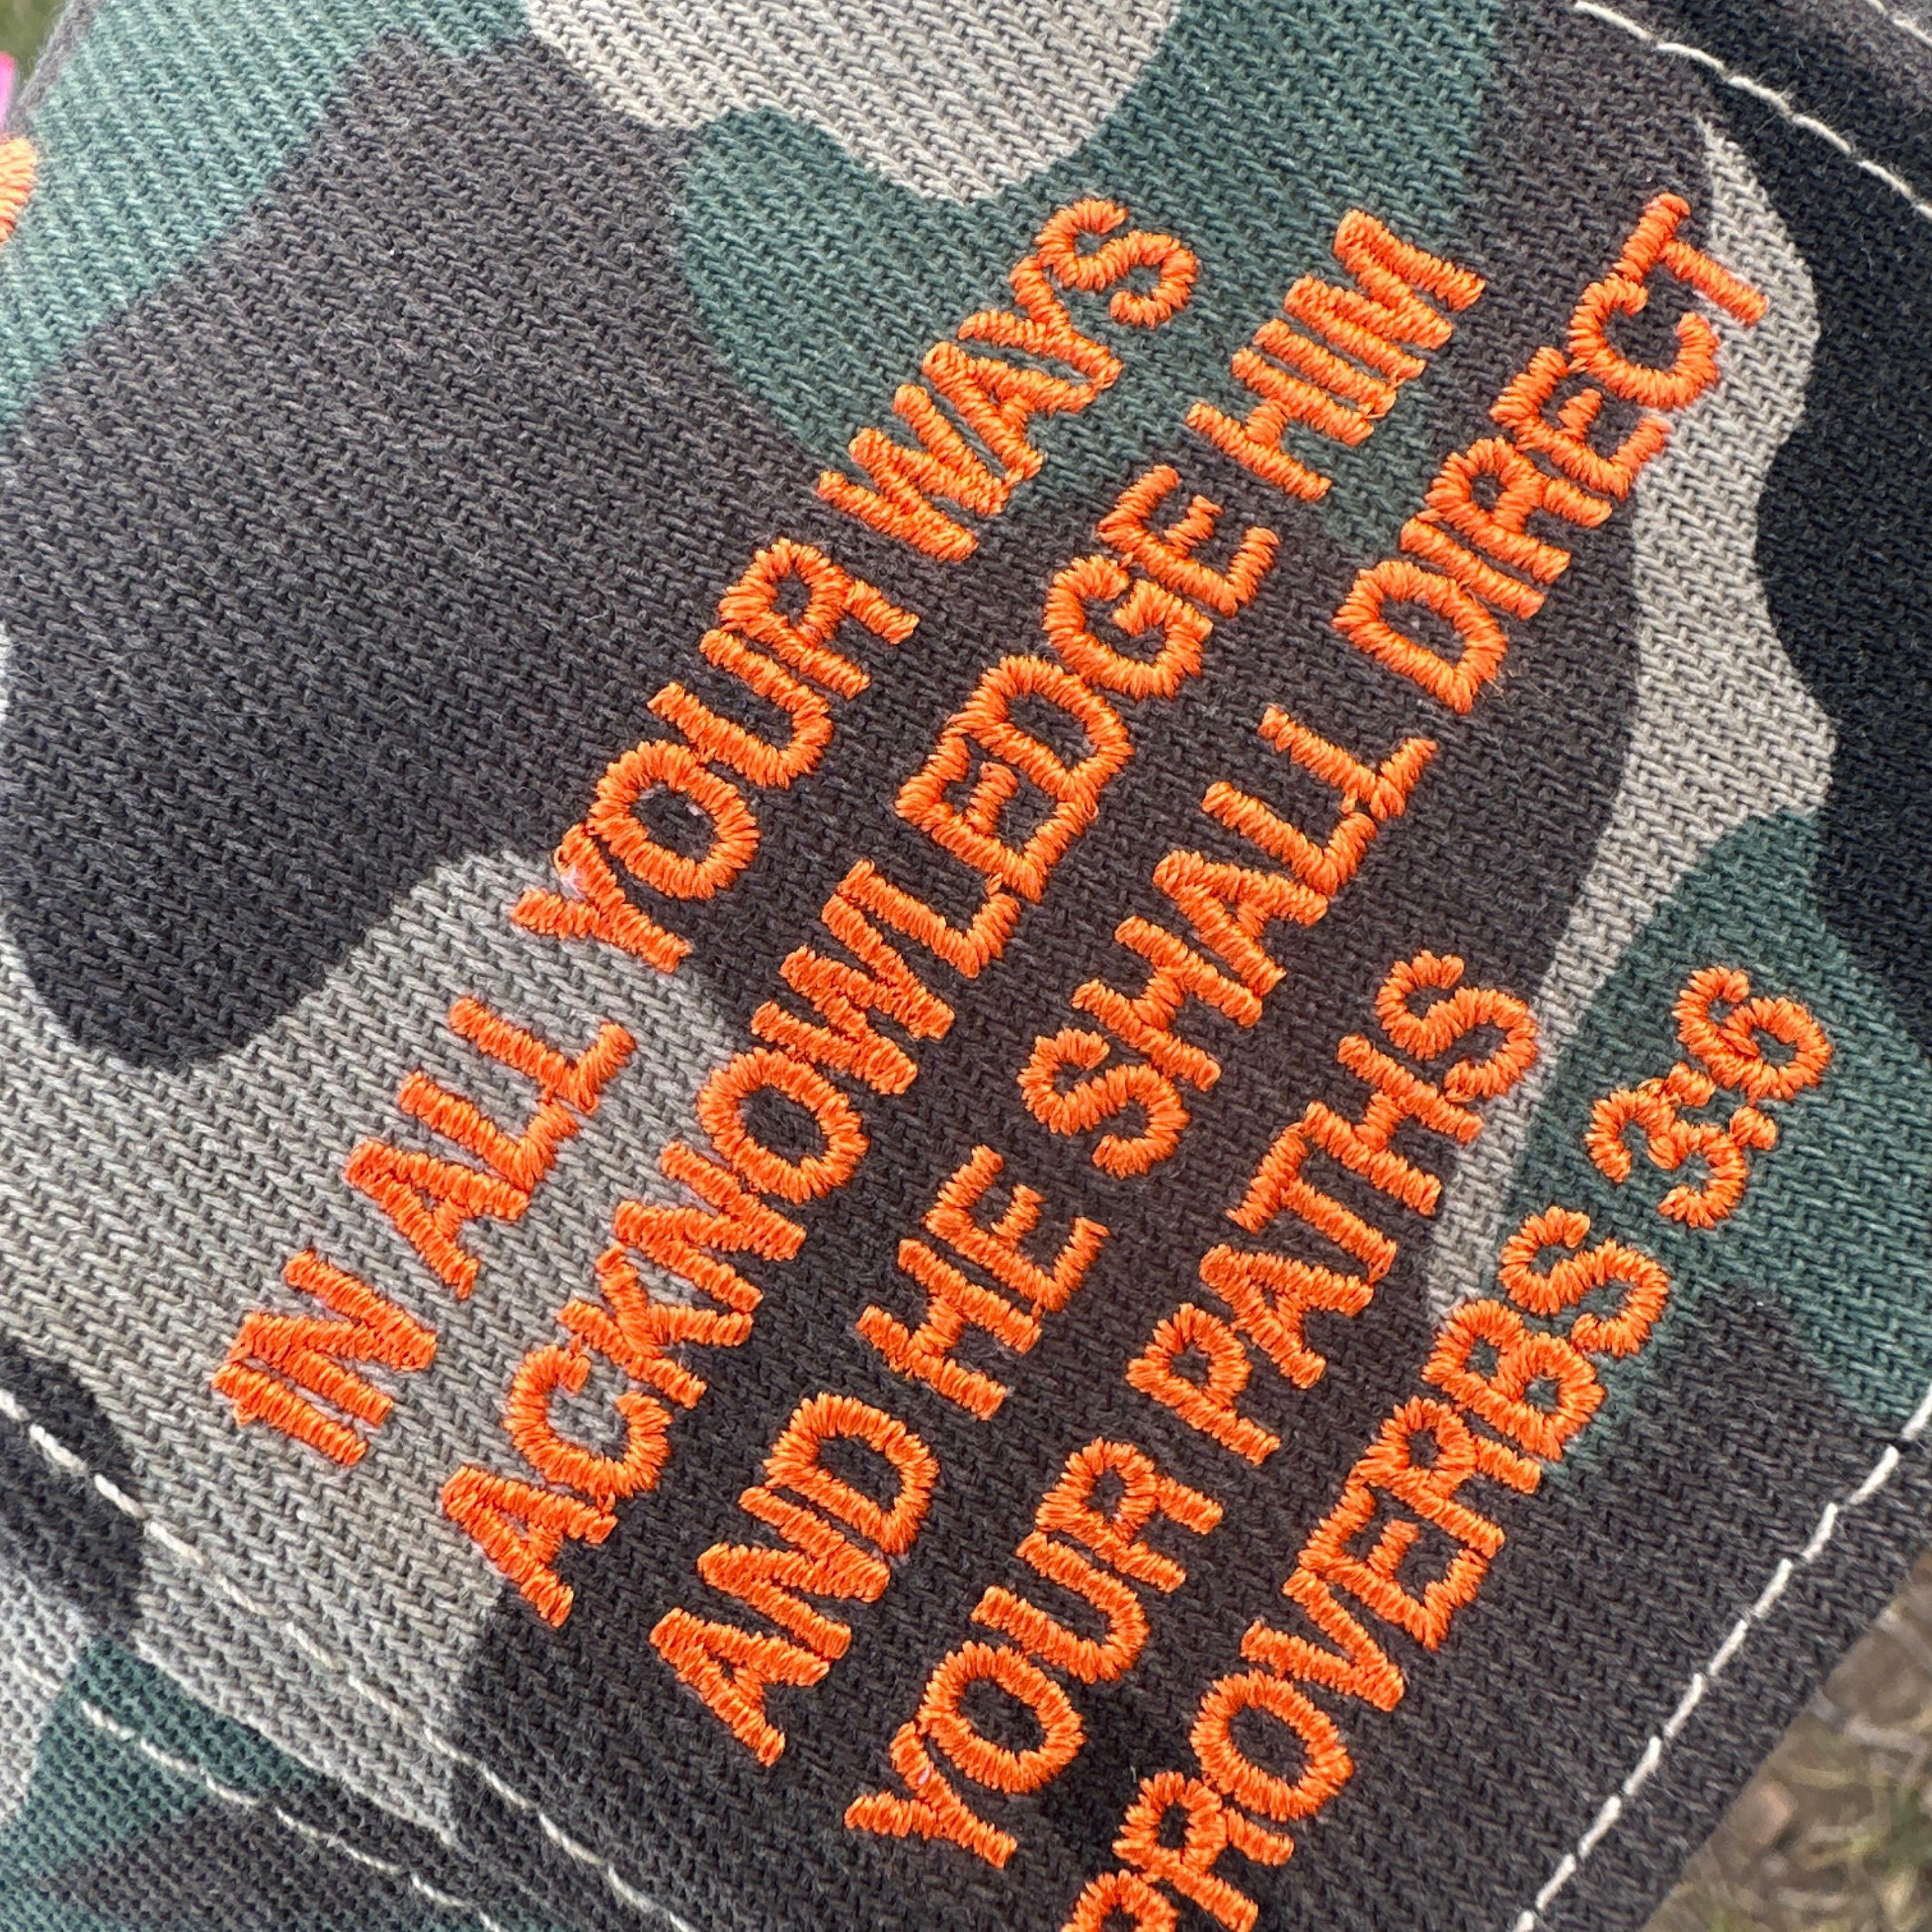 IN ALL YOUR WAYS
ACKNOWLEDGE HIM
AND HE SHALL DIRECT
YOUR PATHS
PROVERBS 3:6